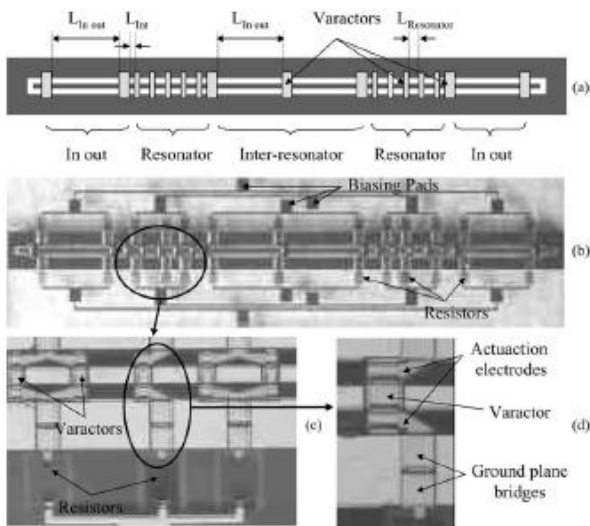 L_In out
L_Int
L_In out
Varactors
L_Resonator
(a)
In out
Resonator
Inter-resonator
Resonator
In out
Biasing Pads
(b)
Resistors
Varactors
(c)
Resistors
Actuaction electrodes
Varactor
(d)
Ground plane bridges